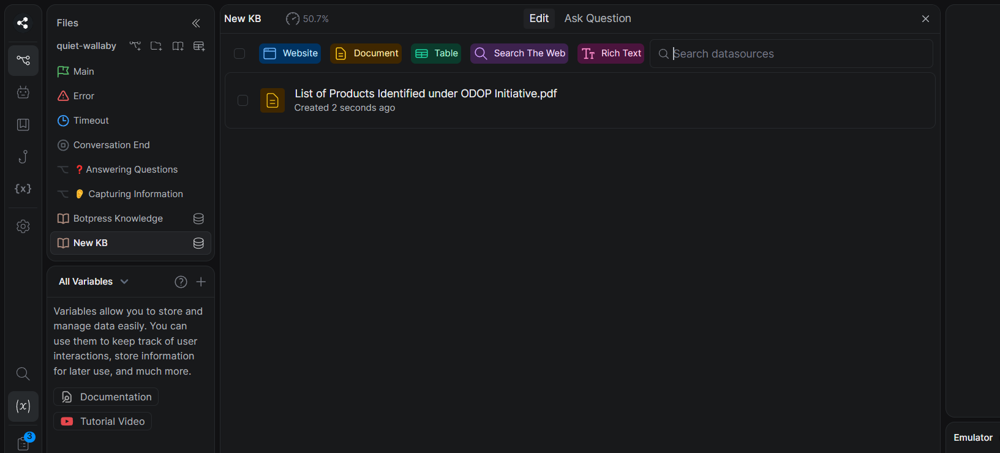 Files
quiet-wallaby
Main
Error
Timeout
Conversation End
❓ Answering Questions
👂 Capturing Information
Botpress Knowledge
New KB
All Variables
Variables allow you to store and
manage data easily. You can
use them to keep track of user
interactions, store information
for later use, and much more.
Documentation
Tutorial Video
{x}
(x)
3
New KB
50.7%
Edit
Ask Question
Website
Document
Table
Search The Web
Rich Text
Search datasources
List of Products Identified under ODOP Initiative.pdf
Created 2 seconds ago
Emulator